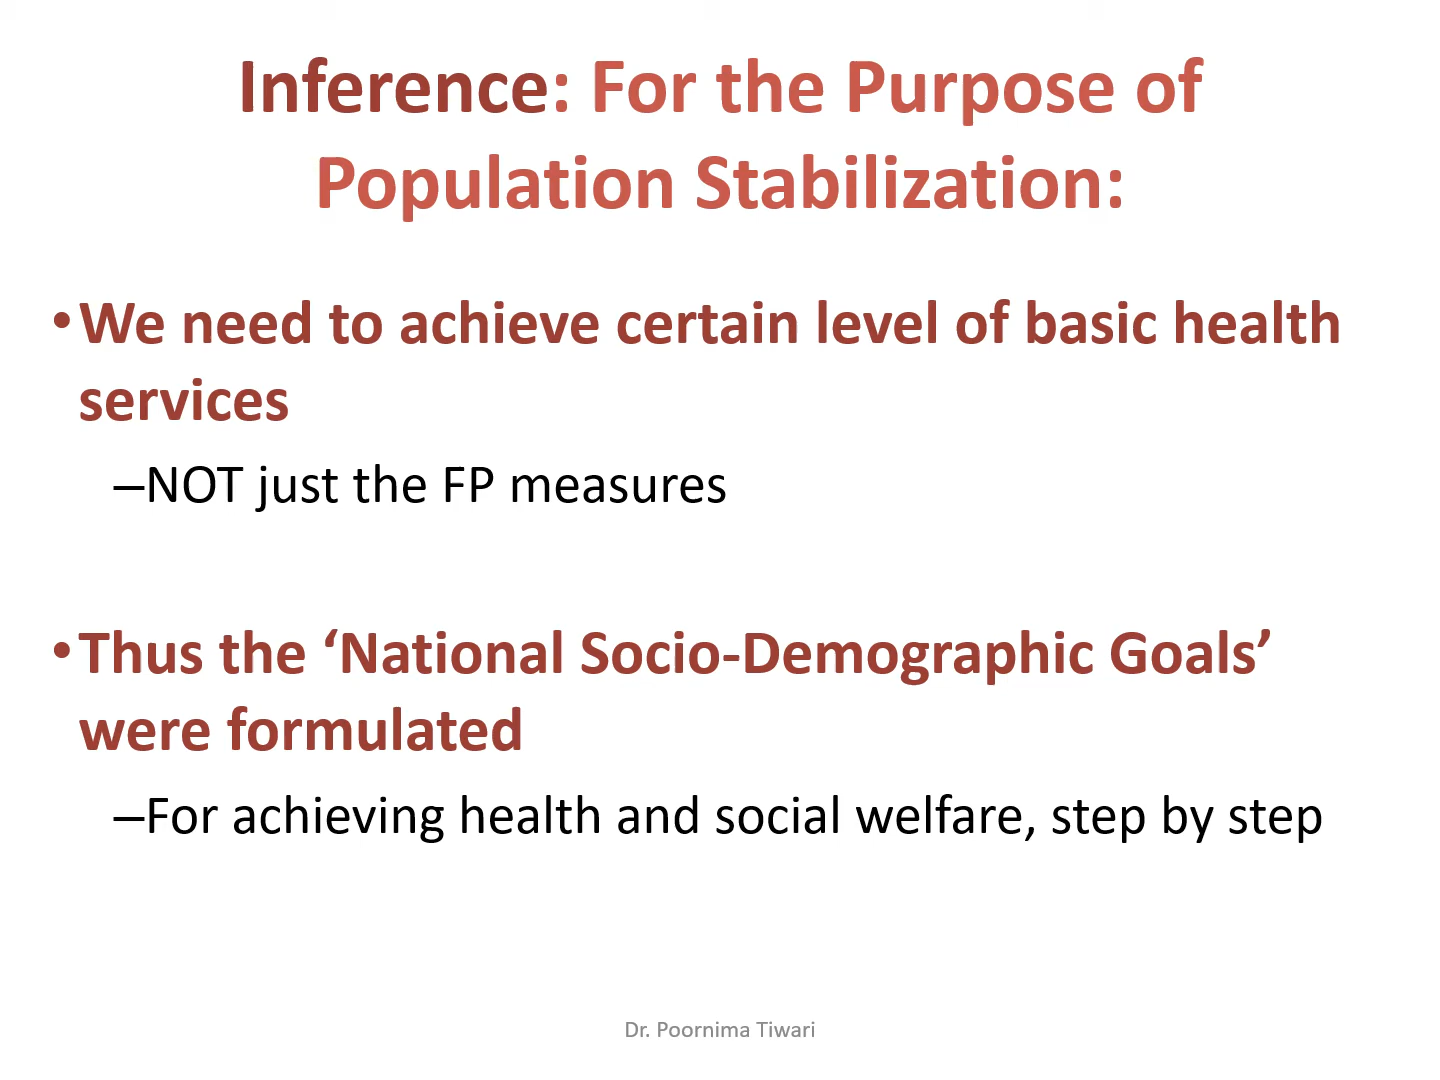 Inference: For the Purpose of
Population Stabilization:
•We need to achieve certain level of basic health
services
–NOT just the FP measures
•Thus the ‘National Socio-Demographic Goals’
were formulated
–For achieving health and social welfare, step by step
Dr. Poornima Tiwari